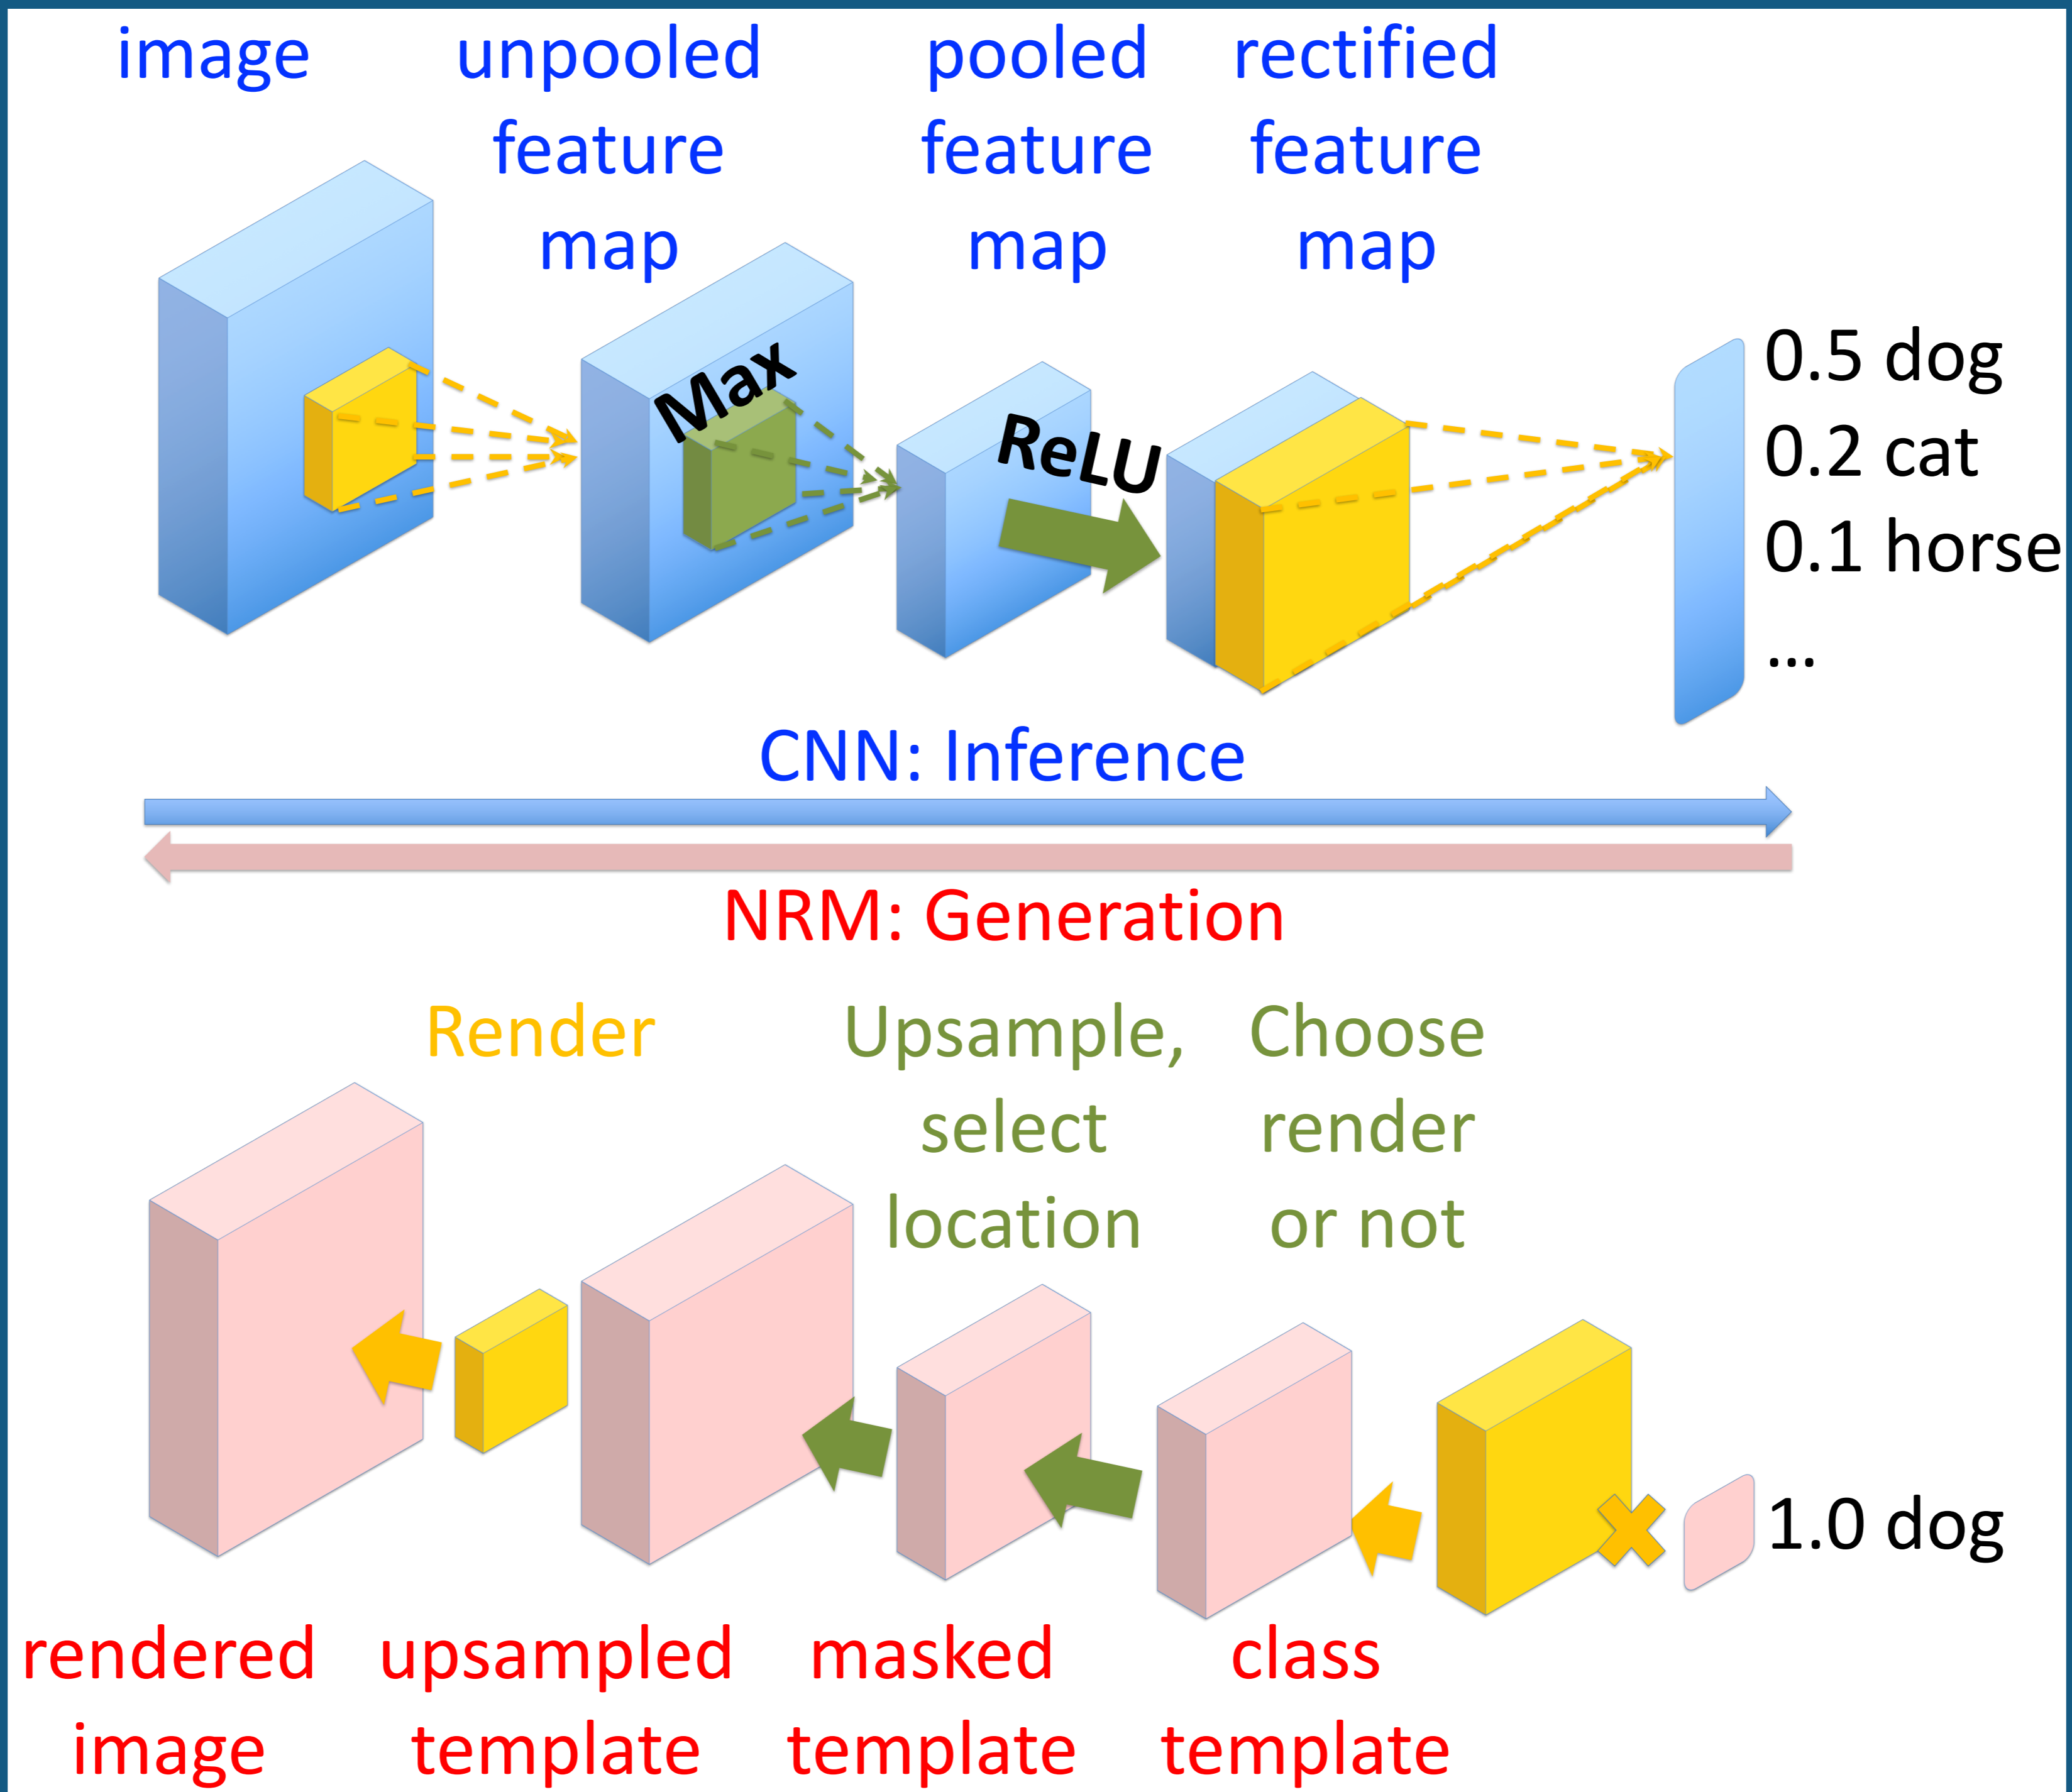 image
unpooled
feature
map
pooled
feature
map
rectified
feature
map
Max
ReLU
0.5 dog
0.2 cat
0.1 horse
...
CNN: Inference
NRM: Generation
Render
Upsample,
select
location
Choose
render
or not
1.0 dog
rendered
image
upsampled
template
masked
template
class
template